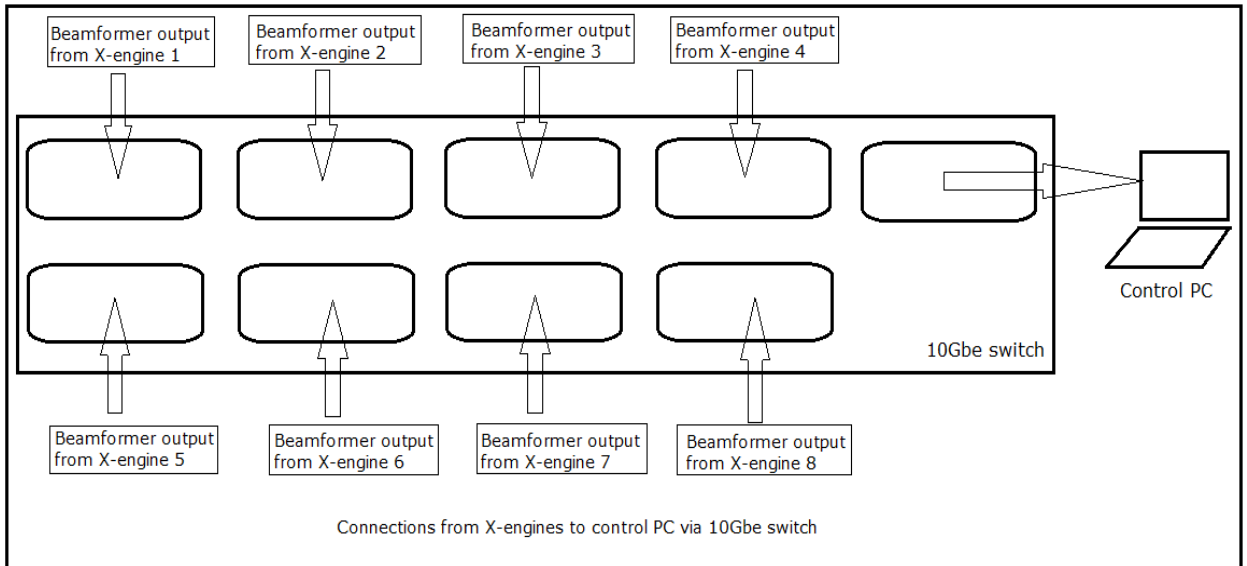 Beamformer output
from X-engine 1
Beamformer output
from X-engine 2
Beamformer output
from X-engine 3
Beamformer output
from X-engine 4
Control PC
10Gbe switch
Beamformer output
from X-engine 5
Beamformer output
from X-engine 6
Beamformer output
from X-engine 7
Beamformer output
from X-engine 8
Connections from X-engines to control PC via 10Gbe switch